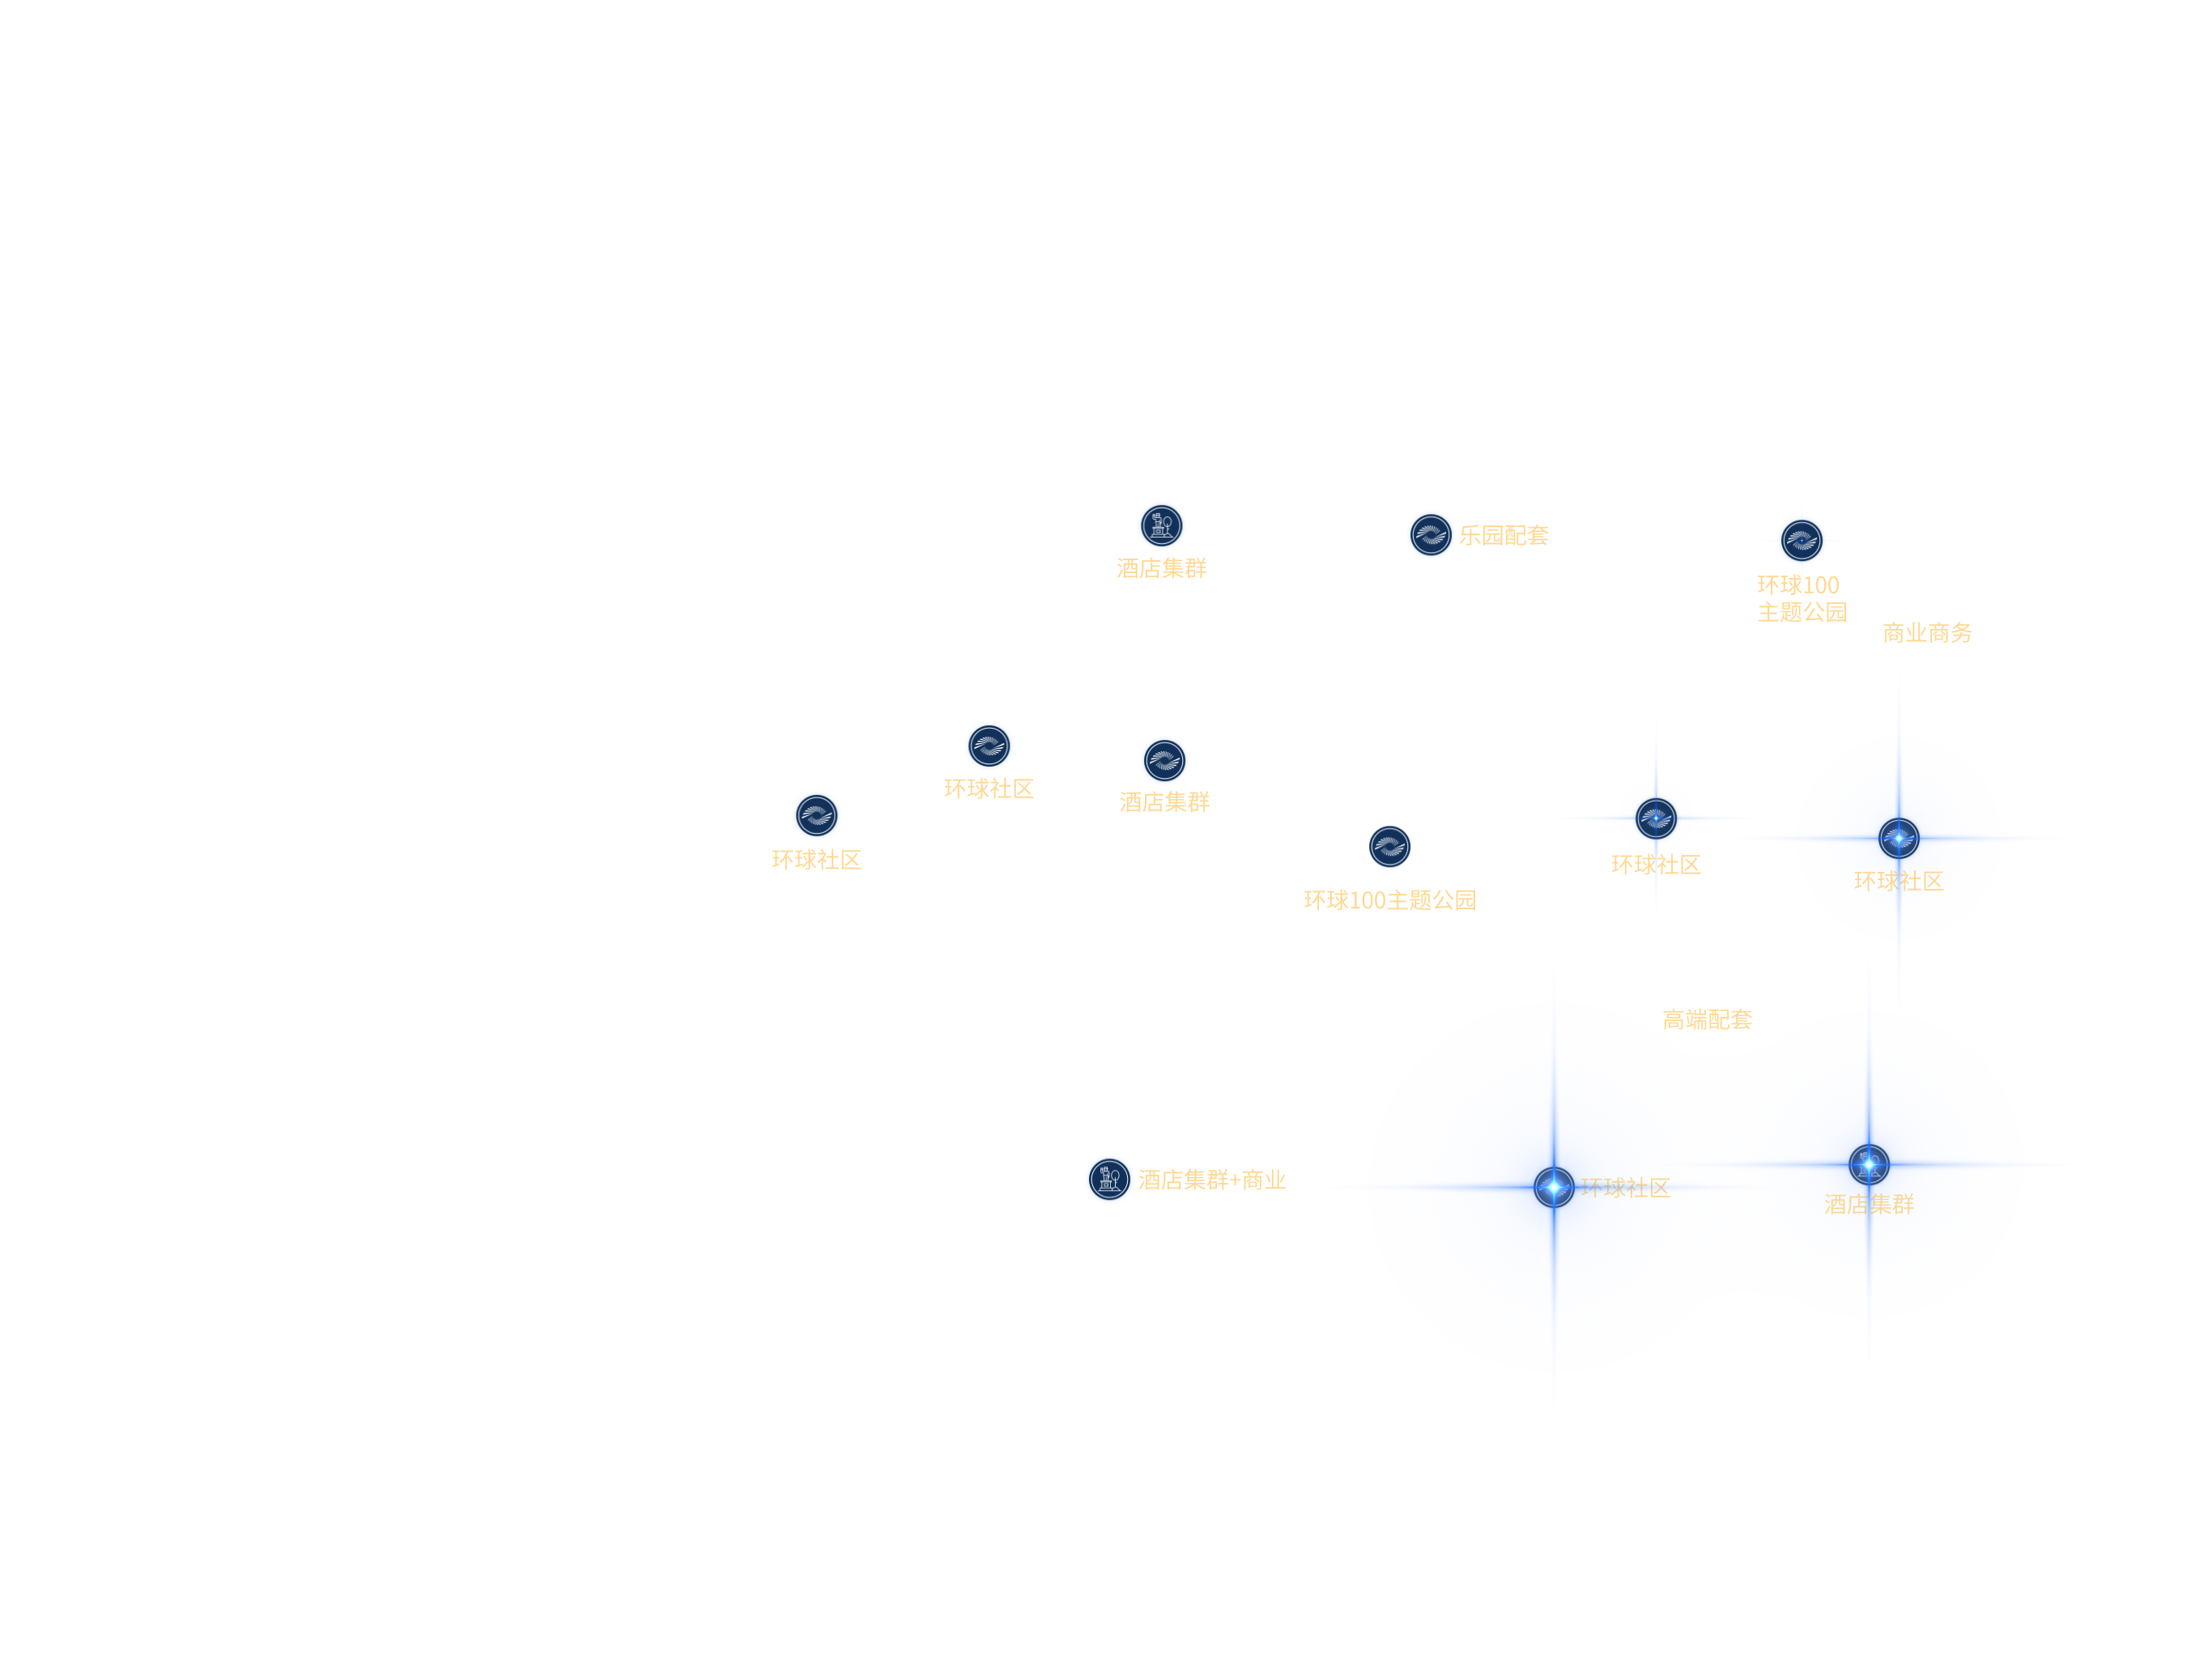 酒店集群
乐园配套
环球100
主题公园
商业商务
环球社区
酒店集群
环球社区
环球社区
环球社区
环球100主题公园
高端配套
酒店集群+商业
环球社区
酒店集群